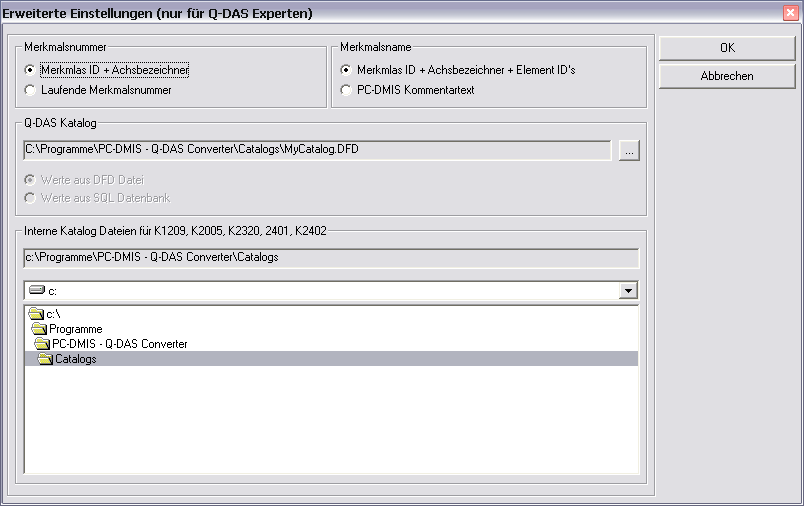 Erweiterte Einstellungen (nur für Q-DAS Experten)
OK
Abbrechen
Merkmalsnummer
Merkmlas ID + Achsbezeichner
Laufende Merkmalsnummer
Merkmalsname
Merkmlas ID + Achsbezeichner + Element ID's
PC-DMIS Kommentartext
Q-DAS Katalog
C:\Programme\PC-DMIS - Q-DAS Converter\Catalogs\MyCatalog.DFD
...
Werte aus DFD Datei
Werte aus SQL Datenbank
Interne Katalog Dateien für K1209, K2005, K2320, 2401, K2402
c:\Programme\PC-DMIS - Q-DAS Converter\Catalogs
c:
c:\
Programme
PC-DMIS - Q-DAS Converter
Catalogs